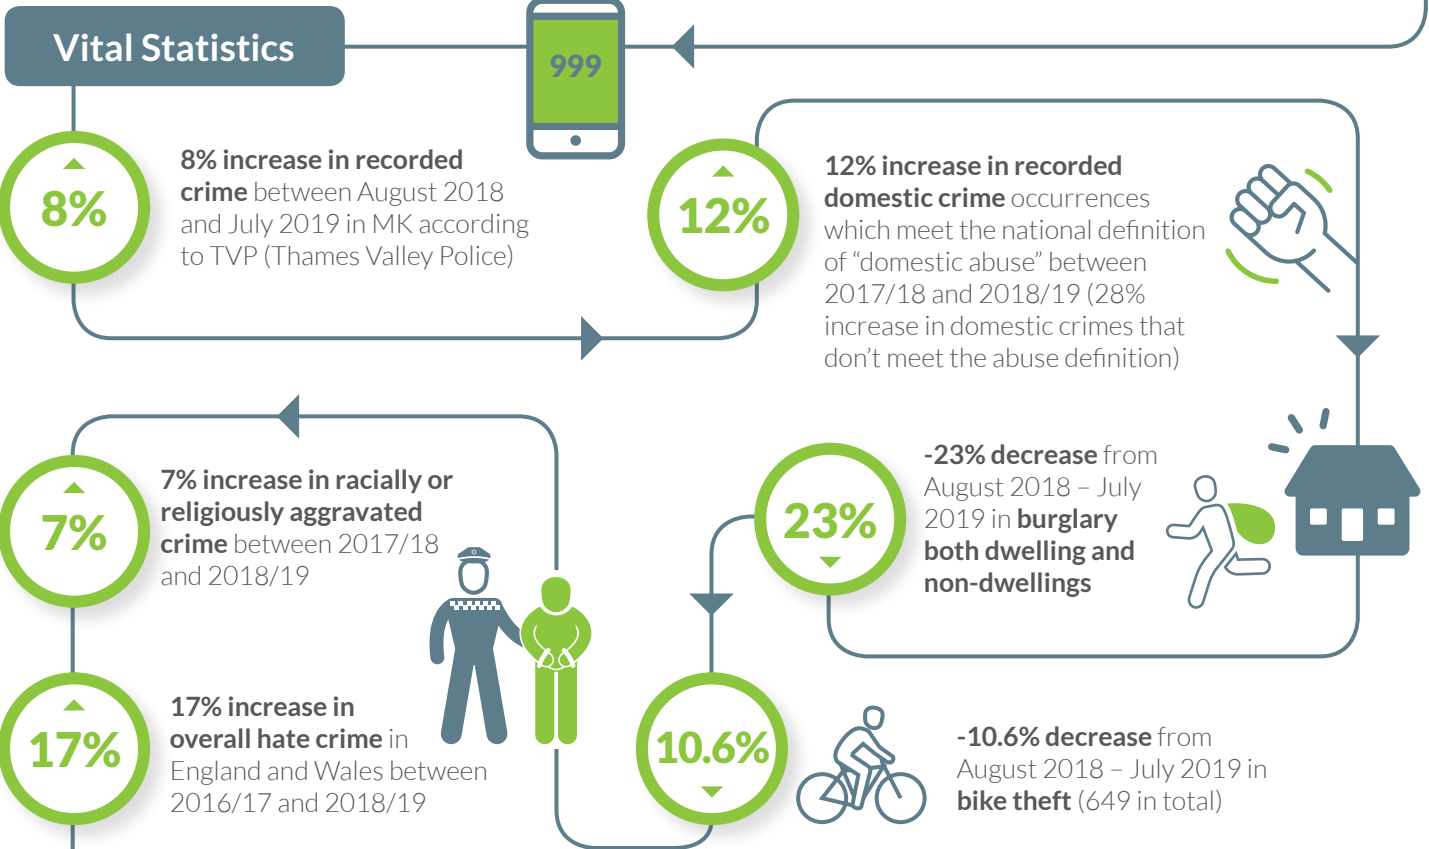 Vital Statistics
999
8%
8% increase in recorded
crime between August 2018
and July 2019 in MK according
to TVP (Thames Valley Police)
12%
12% increase in recorded
domestic crime occurrences
which meet the national definition
of “domestic abuse” between
2017/18 and 2018/19 (28%
increase in domestic crimes that
don’t meet the abuse definition)
23%
-23% decrease from
August 2018 – July
2019 in burglary
both dwelling and
non-dwellings
10.6%
-10.6% decrease from
August 2018 – July 2019 in
bike theft (649 in total)
7%
7% increase in racially or
religiously aggravated
crime between 2017/18
and 2018/19
17%
17% increase in
overall hate crime in
England and Wales between
2016/17 and 2018/19